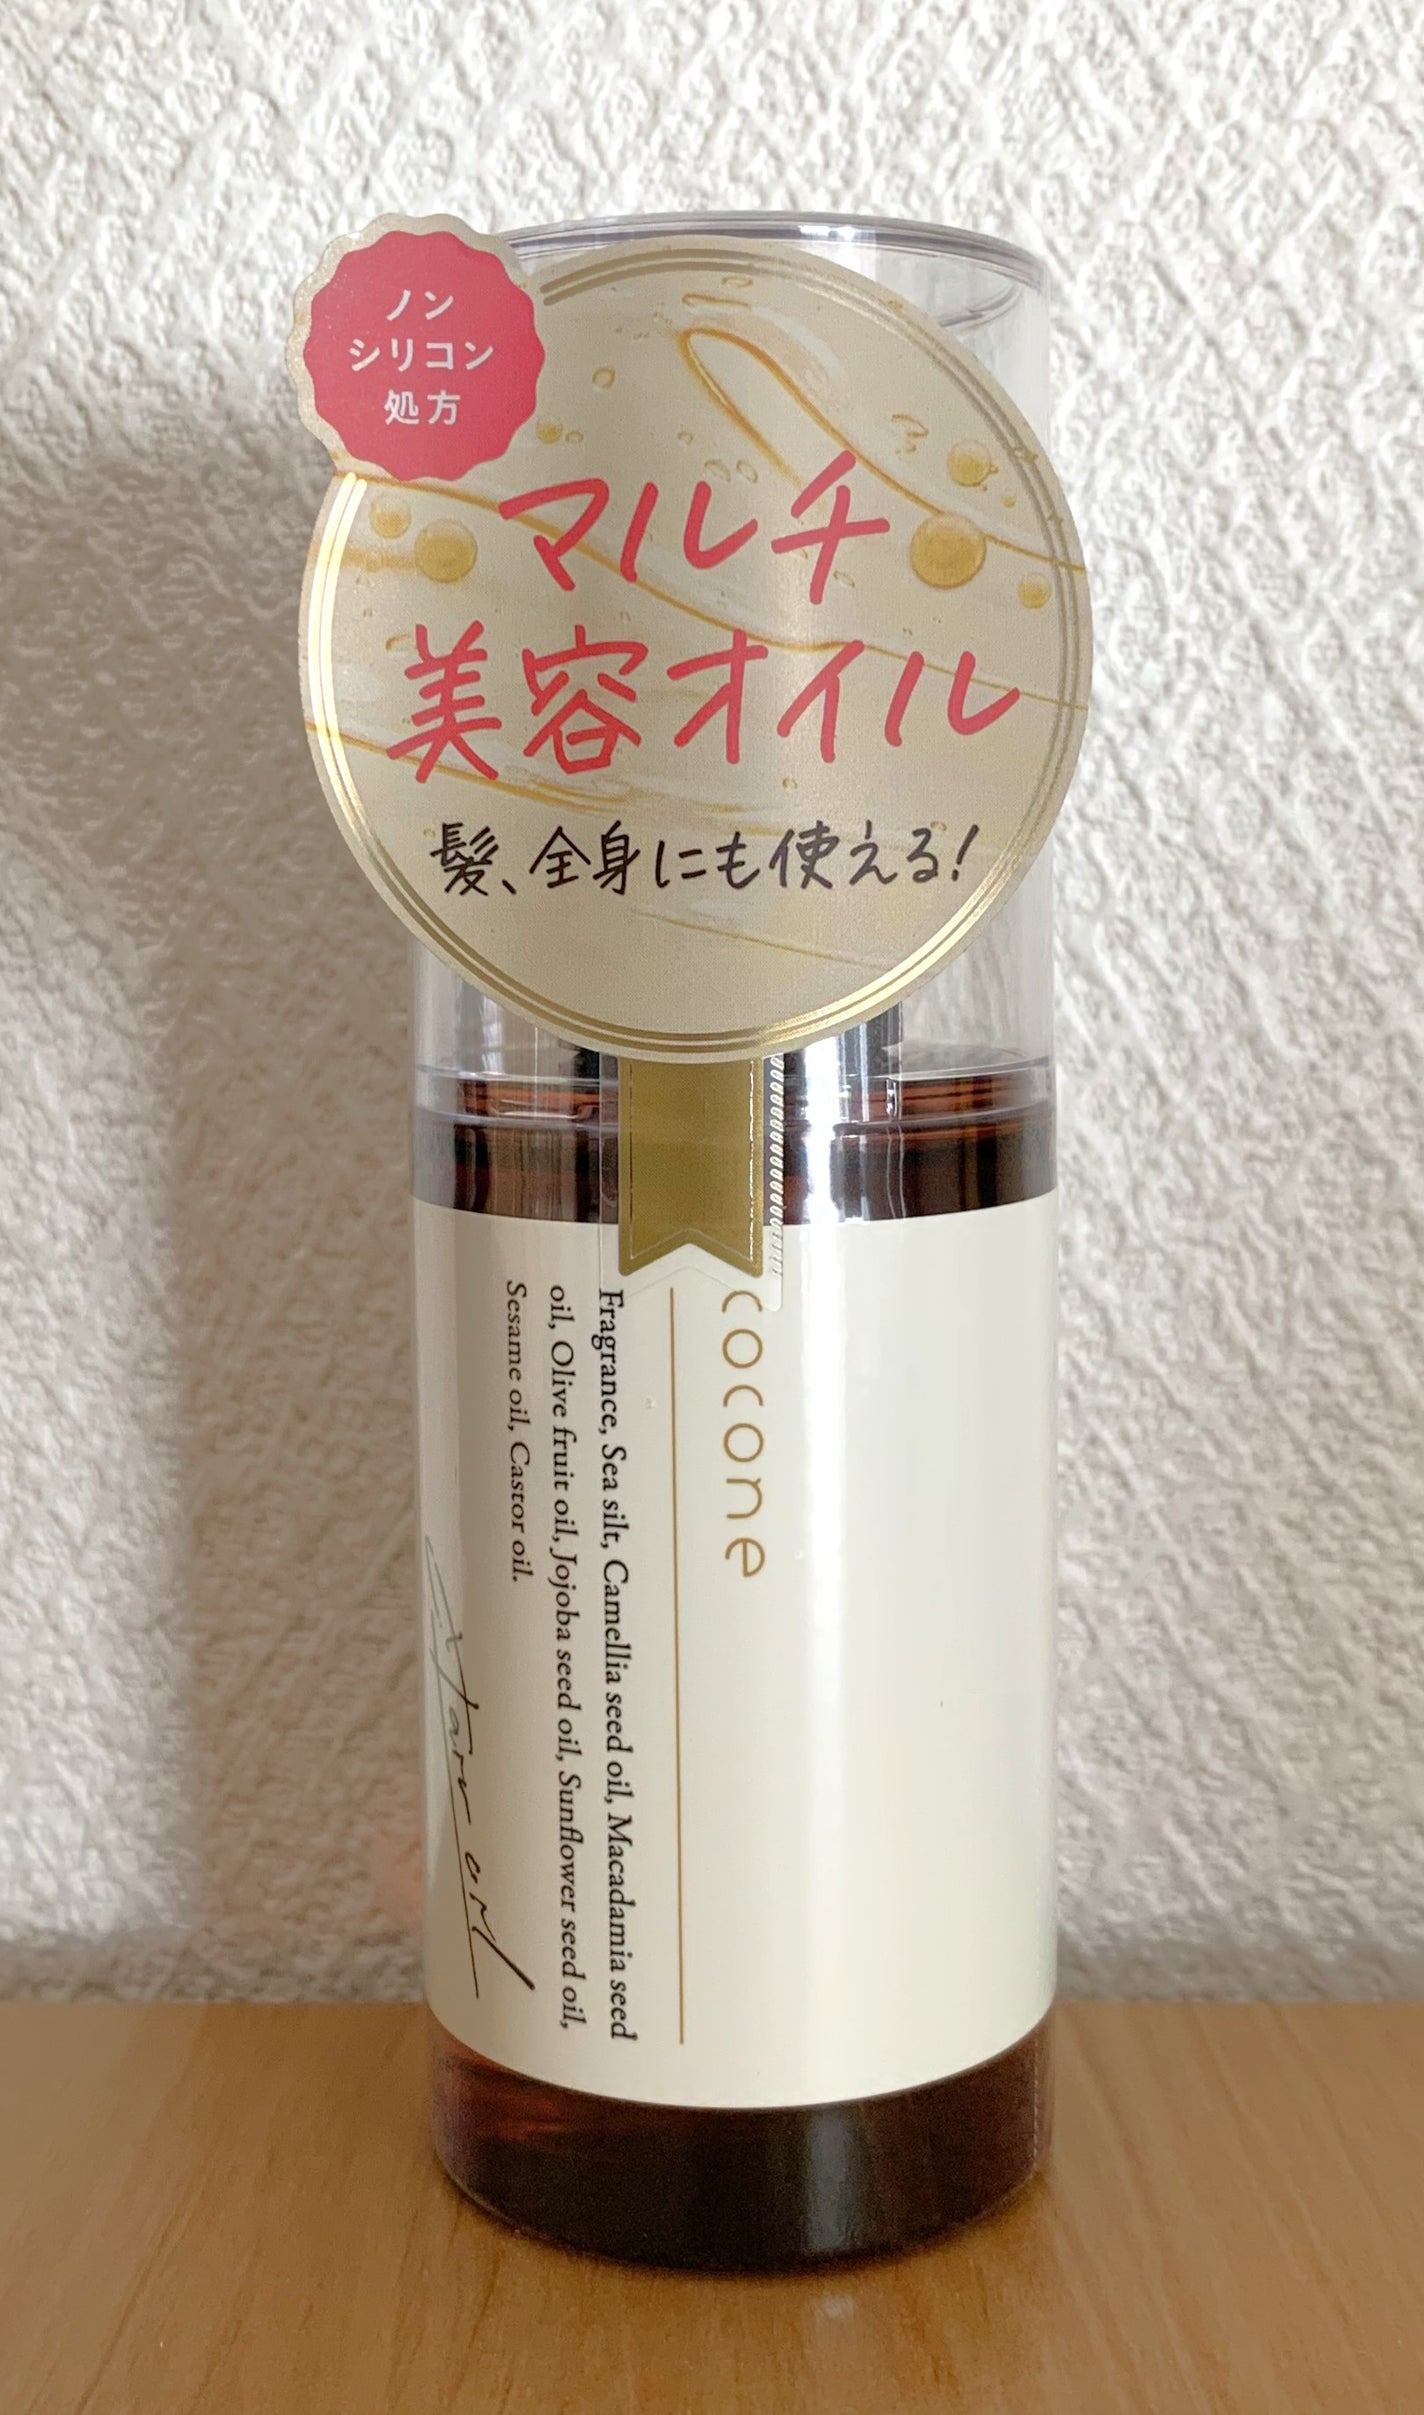 ノン
シリコン
処方
マルチ
美容オイル
髪、全身にも使える!
cocone
Fragrance, Sea silt, Camellia seed oil, Macadamia seed
oil, Olive fruit oil, Jojoba seed oil, Sunflower seed oil,
Sesame oil, Castor oil.